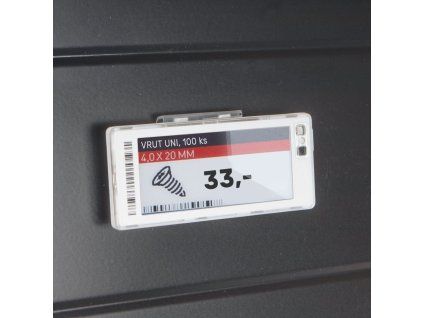 VRUT UNI, 100 ks
4,0 X 20 MM
33,-